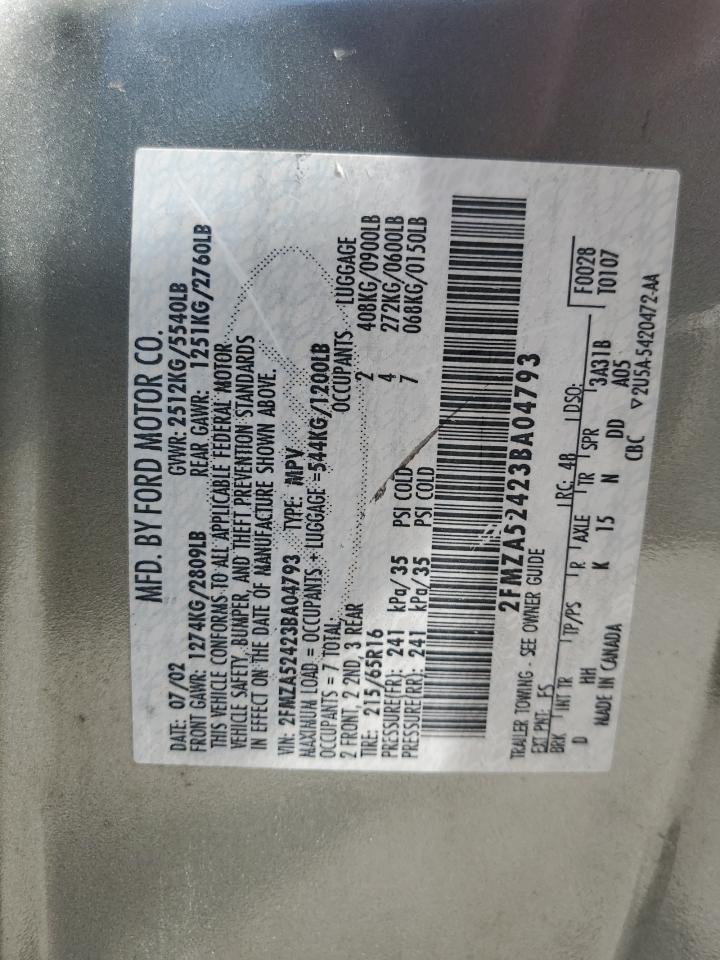 MFD. BY FORD MOTOR CO.
DATE: 07/02 GVWR: 2512KG/5540LB
FRONT GAWR: 1274KG/2809LB REAR GAWR: 1251KG/2760LB
THIS VEHICLE CONFORMS TO ALL APPLICABLE FEDERAL MOTOR
VEHICLE SAFETY, BUMPER, AND THEFT PREVENTION STANDARDS
IN EFFECT ON THE DATE OF MANUFACTURE SHOWN ABOVE.
VIN: 2FMZA52423BA04793 TYPE: MPV
MAXIMUM LOAD = OCCUPANTS + LUGGAGE = 544KG/1200LB
OCCUPANTS = 7 TOTAL: OCCUPANTS LUGGAGE
2 FRONT, 2 2ND, 3 REAR 2 408KG/0900LB
TIRE: 215/65R16 4 272KG/0600LB
PRESSURE(FR): 241 kPa/35 PSI COLD 7 068KG/0150LB
PRESSURE(RR): 241 kPa/35 PSI COLD
2FMZA52423BA04793
TRAILER TOWING - SEE OWNER GUIDE
EXT PNT: FS RC: 48 DSO: F0028
BRK INT TR TP/PS R AXLE TR SPR 3A31B T0107
D HH K 15 N DD A05
MADE IN CANADA CBC ▽2U5A-5420472-AA